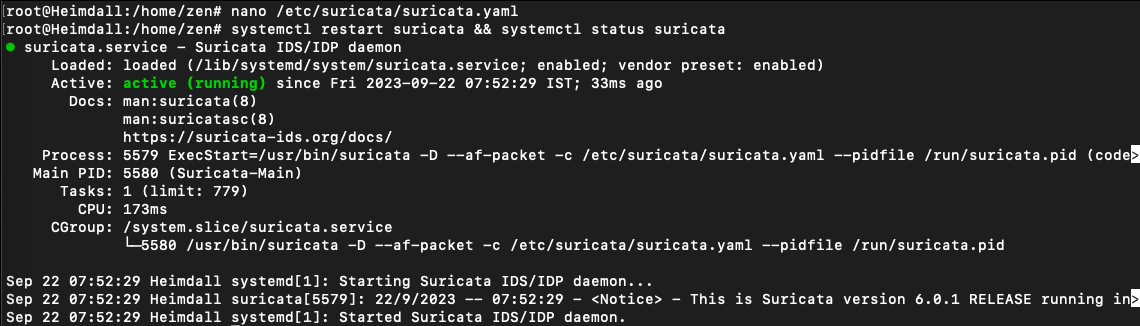 [root@Heimdall:/home/zen# nano /etc/suricata/suricata.yaml
[root@Heimdall:/home/zen# systemctl restart suricata && systemctl status suricata
● suricata.service - Suricata IDS/IDP daemon
     Loaded: loaded (/lib/systemd/system/suricata.service; enabled; vendor preset: enabled)
     Active: active (running) since Fri 2023-09-22 07:52:29 IST; 33ms ago
       Docs: man:suricata(8)
             man:suricatasc(8)
             https://suricata-ids.org/docs/
    Process: 5579 ExecStart=/usr/bin/suricata -D --af-packet -c /etc/suricata/suricata.yaml --pidfile /run/suricata.pid (code>
   Main PID: 5580 (Suricata-Main)
      Tasks: 1 (limit: 779)
        CPU: 173ms
     CGroup: /system.slice/suricata.service
             └─5580 /usr/bin/suricata -D --af-packet -c /etc/suricata/suricata.yaml --pidfile /run/suricata.pid
Sep 22 07:52:29 Heimdall systemd[1]: Starting Suricata IDS/IDP daemon...
Sep 22 07:52:29 Heimdall suricata[5579]: 22/9/2023 -- 07:52:29 - <Notice> - This is Suricata version 6.0.1 RELEASE running in>
Sep 22 07:52:29 Heimdall systemd[1]: Started Suricata IDS/IDP daemon.